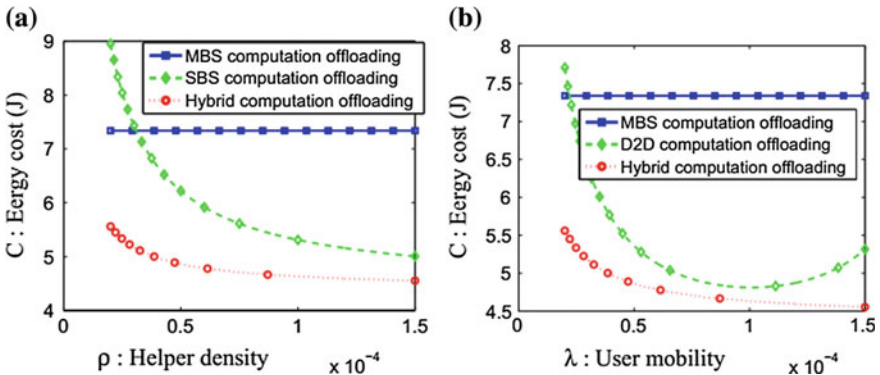 (a)
9
8
7
6
5
4
0
0.5
1
1.5
× 10⁻⁴
C : Eergy cost (J)
ρ : Helper density
MBS computation offloading
SBS computation offloading
Hybrid computation offloading
(b)
8
7.5
7
6.5
6
5.5
5
4.5
0
0.5
1
1.5
× 10⁻⁴
C : Eergy cost (J)
λ : User mobility
MBS computation offloading
D2D computation offloading
Hybrid computation offloading